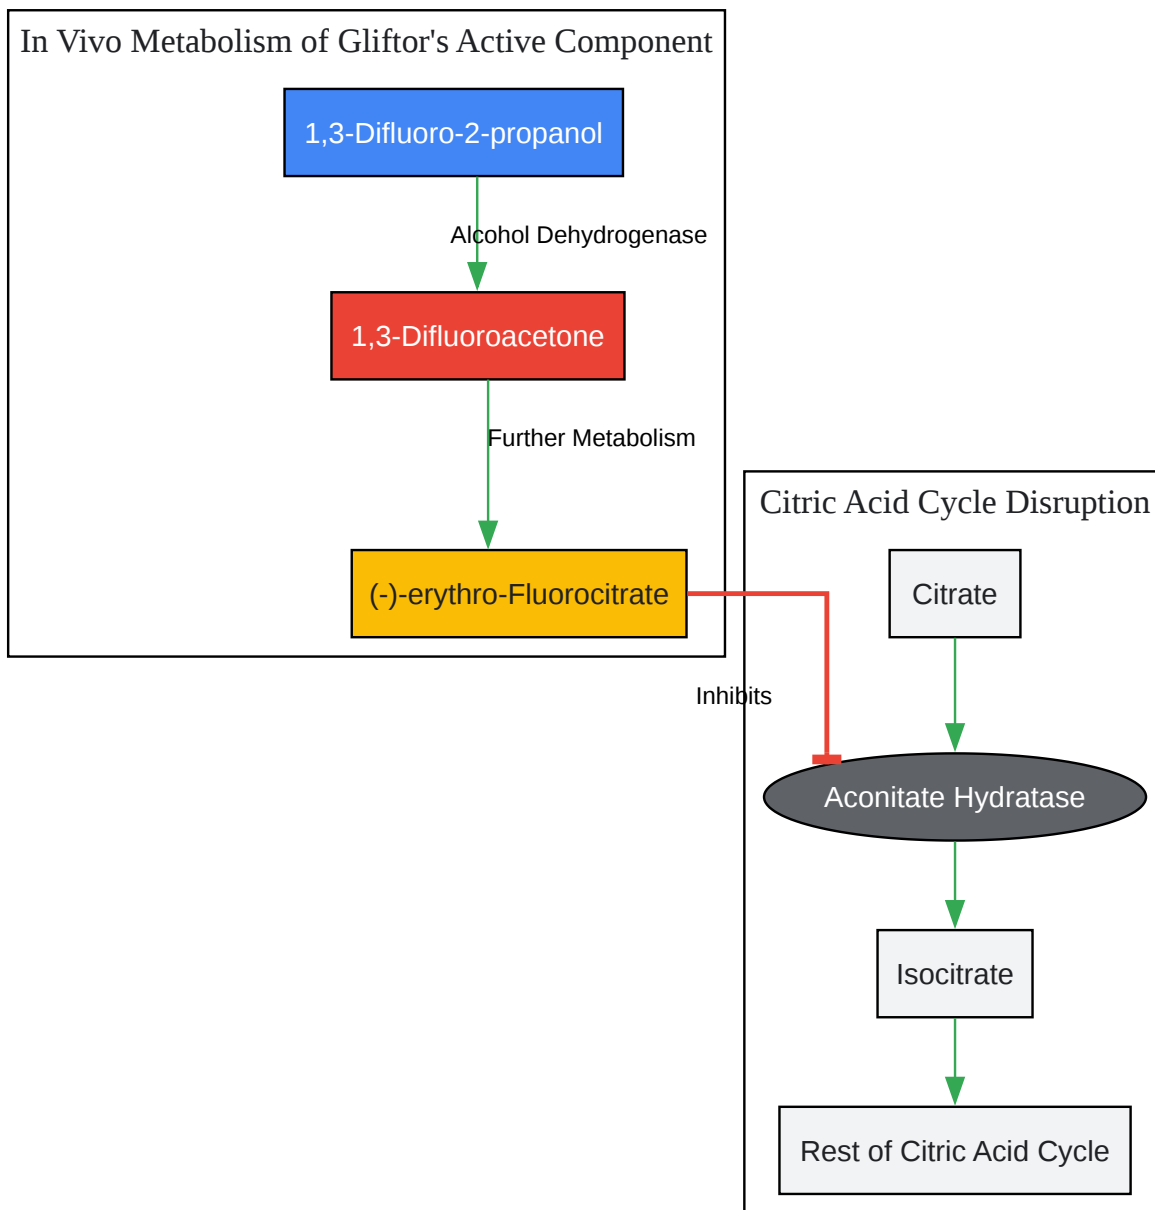 In Vivo Metabolism of Gliftor's Active Component
1,3-Difluoro-2-propanol
Alcohol Dehydrogenase
1,3-Difluoroacetone
Further Metabolism
(-)-erythro-Fluorocitrate
Inhibits
Citric Acid Cycle Disruption
Citrate
Aconitate Hydratase
Isocitrate
Rest of Citric Acid Cycle